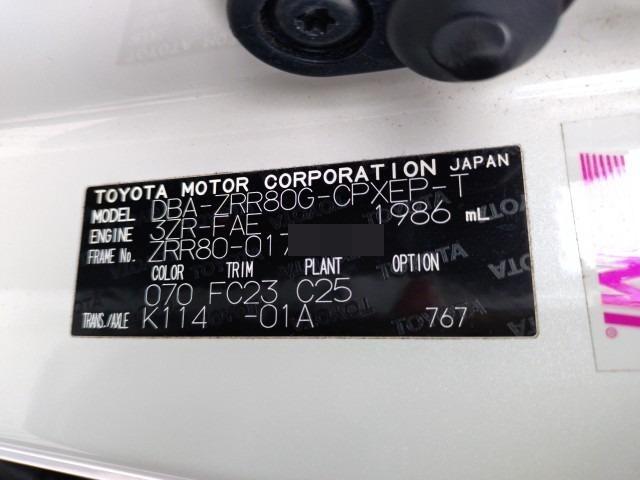 TOYOTA MOTOR CORPORATION JAPAN
MODEL DBA-ZRR80G-CPXEP-T
ENGINE 3ZR-FAE 1986 mL
FRAME No. ZRR80-017
COLOR TRIM PLANT OPTION
070 FC23 C25
TRANS./AXLE K114 -01A 767